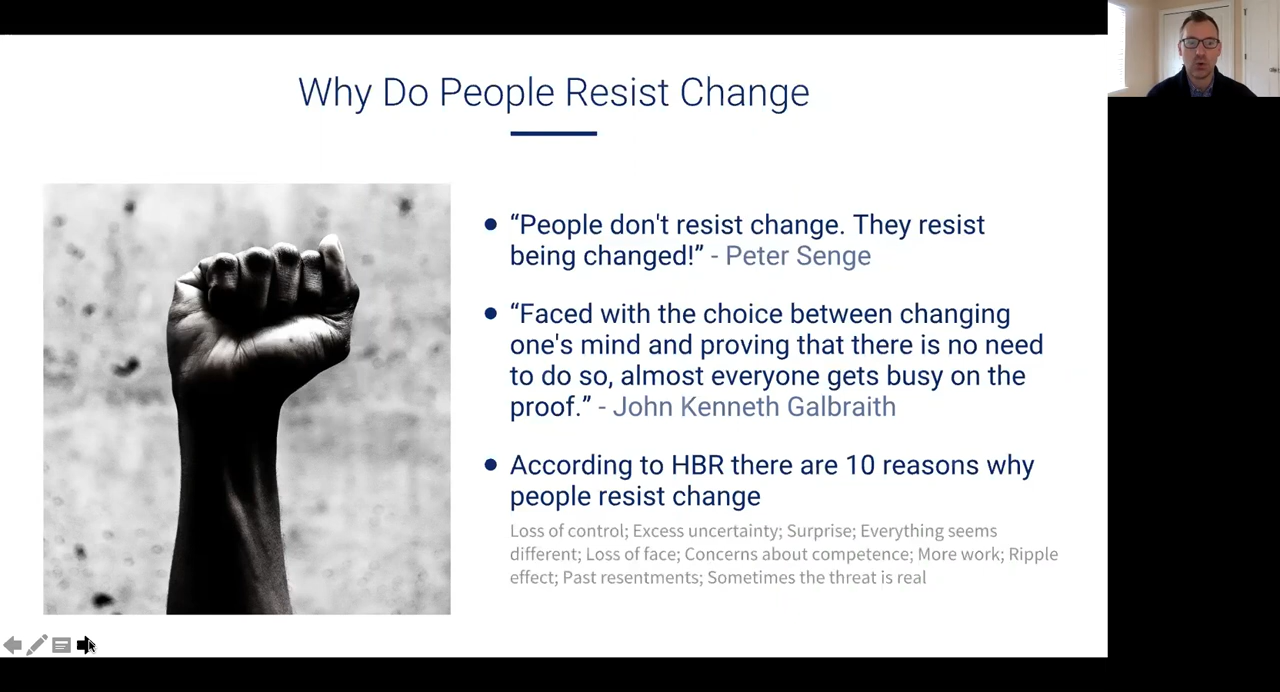 Why Do People Resist Change
● “People don't resist change. They resist
being changed!” - Peter Senge
● “Faced with the choice between changing
one's mind and proving that there is no need
to do so, almost everyone gets busy on the
proof.” - John Kenneth Galbraith
● According to HBR there are 10 reasons why
people resist change
Loss of control; Excess uncertainty; Surprise; Everything seems
different; Loss of face; Concerns about competence; More work; Ripple
effect; Past resentments; Sometimes the threat is real